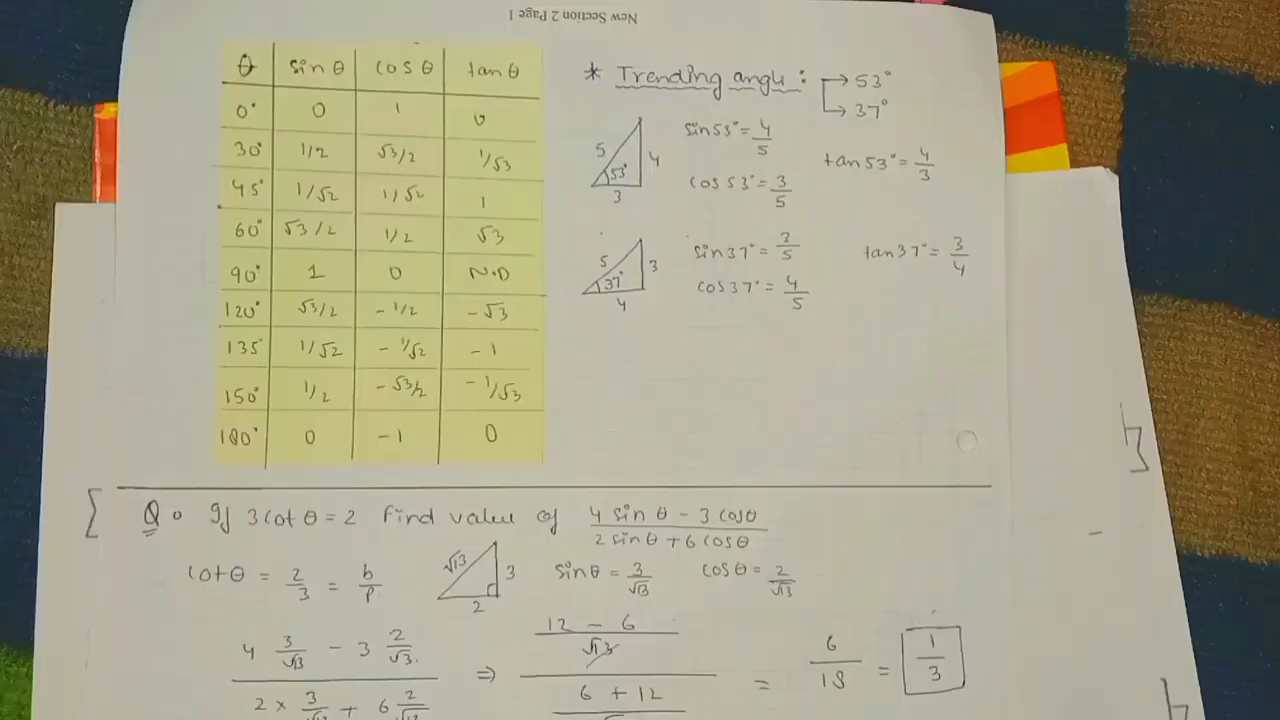 New Section 2 Page 1
θ sinθ cosθ tanθ
0° 0 1 0
30° 1/2 √3/2 1/√3
45° 1/√2 1/√2 1
60° √3/2 1/2 √3
90° 1 0 N.D
120° √3/2 -1/2 -√3
135° 1/√2 -1/√2 -1
150° 1/2 -√3/2 -1/√3
180° 0 -1 0
* Trending angle: → 53°
→ 37°
5 4 53° 3
sin53° = 4/5
cos53° = 3/5
tan53° = 4/3
5 3 37° 4
sin37° = 3/5
cos37° = 4/5
tan37° = 3/4
Q. If 3cotθ = 2 find value of (4 sinθ - 3 cosθ)/(2 sinθ + 6 cosθ)
cotθ = 2/3 = b/p √13 3 2 sinθ = 3/√13 cosθ = 2/√13
4 3/√13 - 3 2/√3. ⇒ 12 - 6/√13 = 6/18 = 1/3
2 × 3/√13 + 6 2/√13 6 + 12